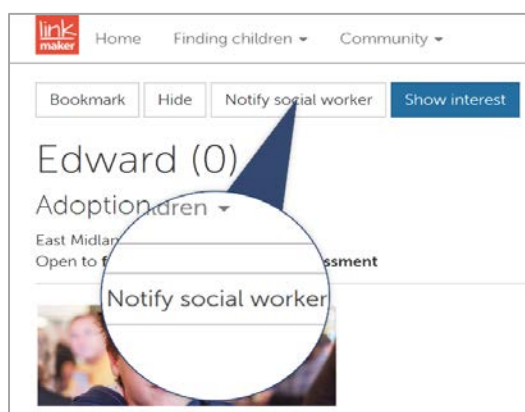 link
maker
Home Finding children Community
Bookmark Hide Notify social worker Show interest
Edward (0)
Adoption
dren
East Midlan
Open to f
ssment
Notify social worker